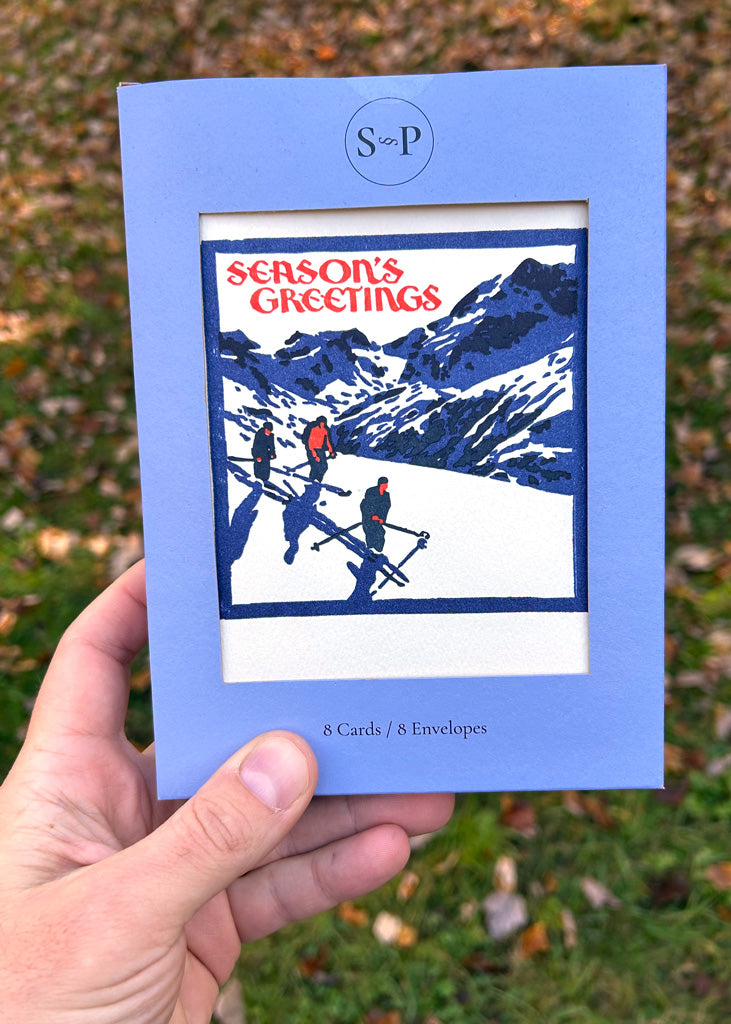 S§P
SEASON'S
GREETINGS
8 Cards / 8 Envelopes